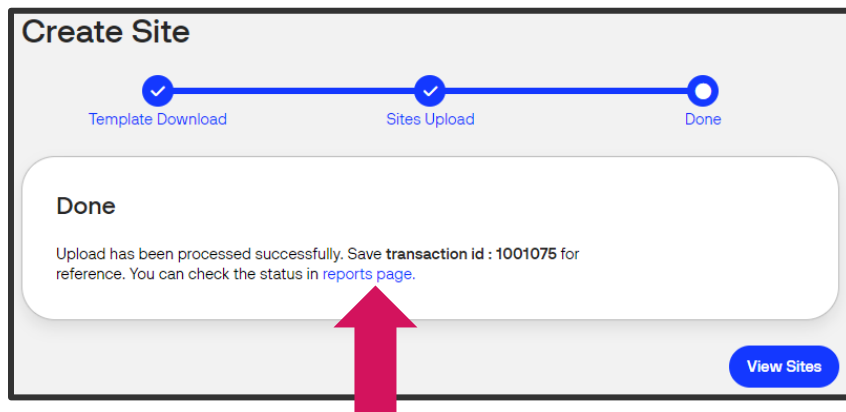 Create Site
Template Download
Sites Upload
Done
Done
Upload has been processed successfully. Save transaction id : 1001075 for
reference. You can check the status in reports page.
View Sites